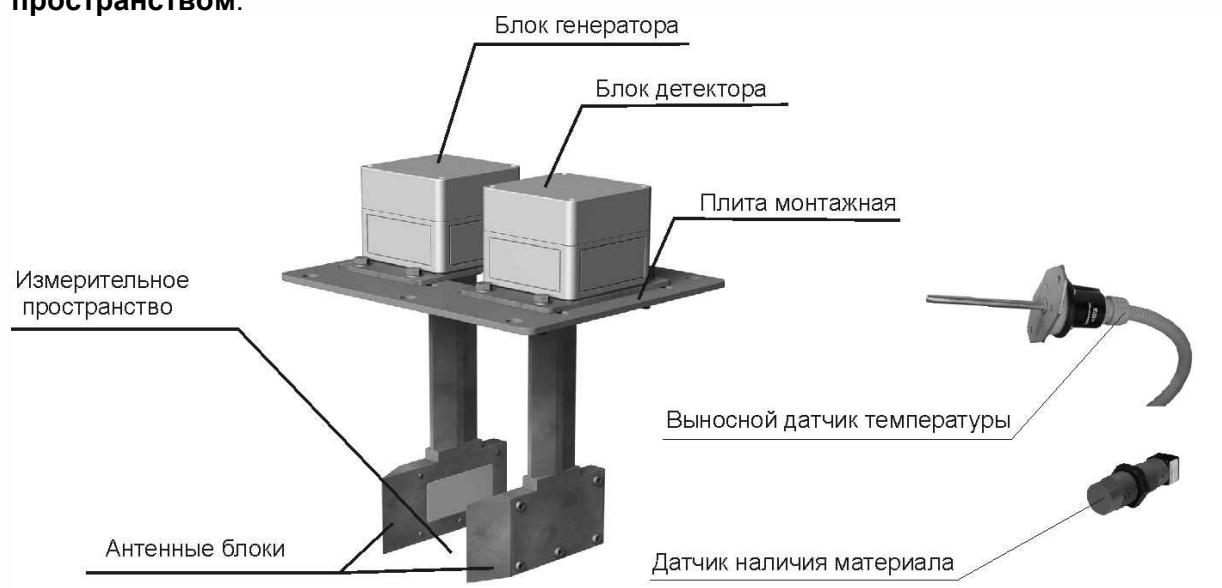 пространством.
Блок генератора
Блок детектора
Плита монтажная
Измерительное
пространство
Выносной датчик температуры
Антенные блоки
Датчик наличия материала